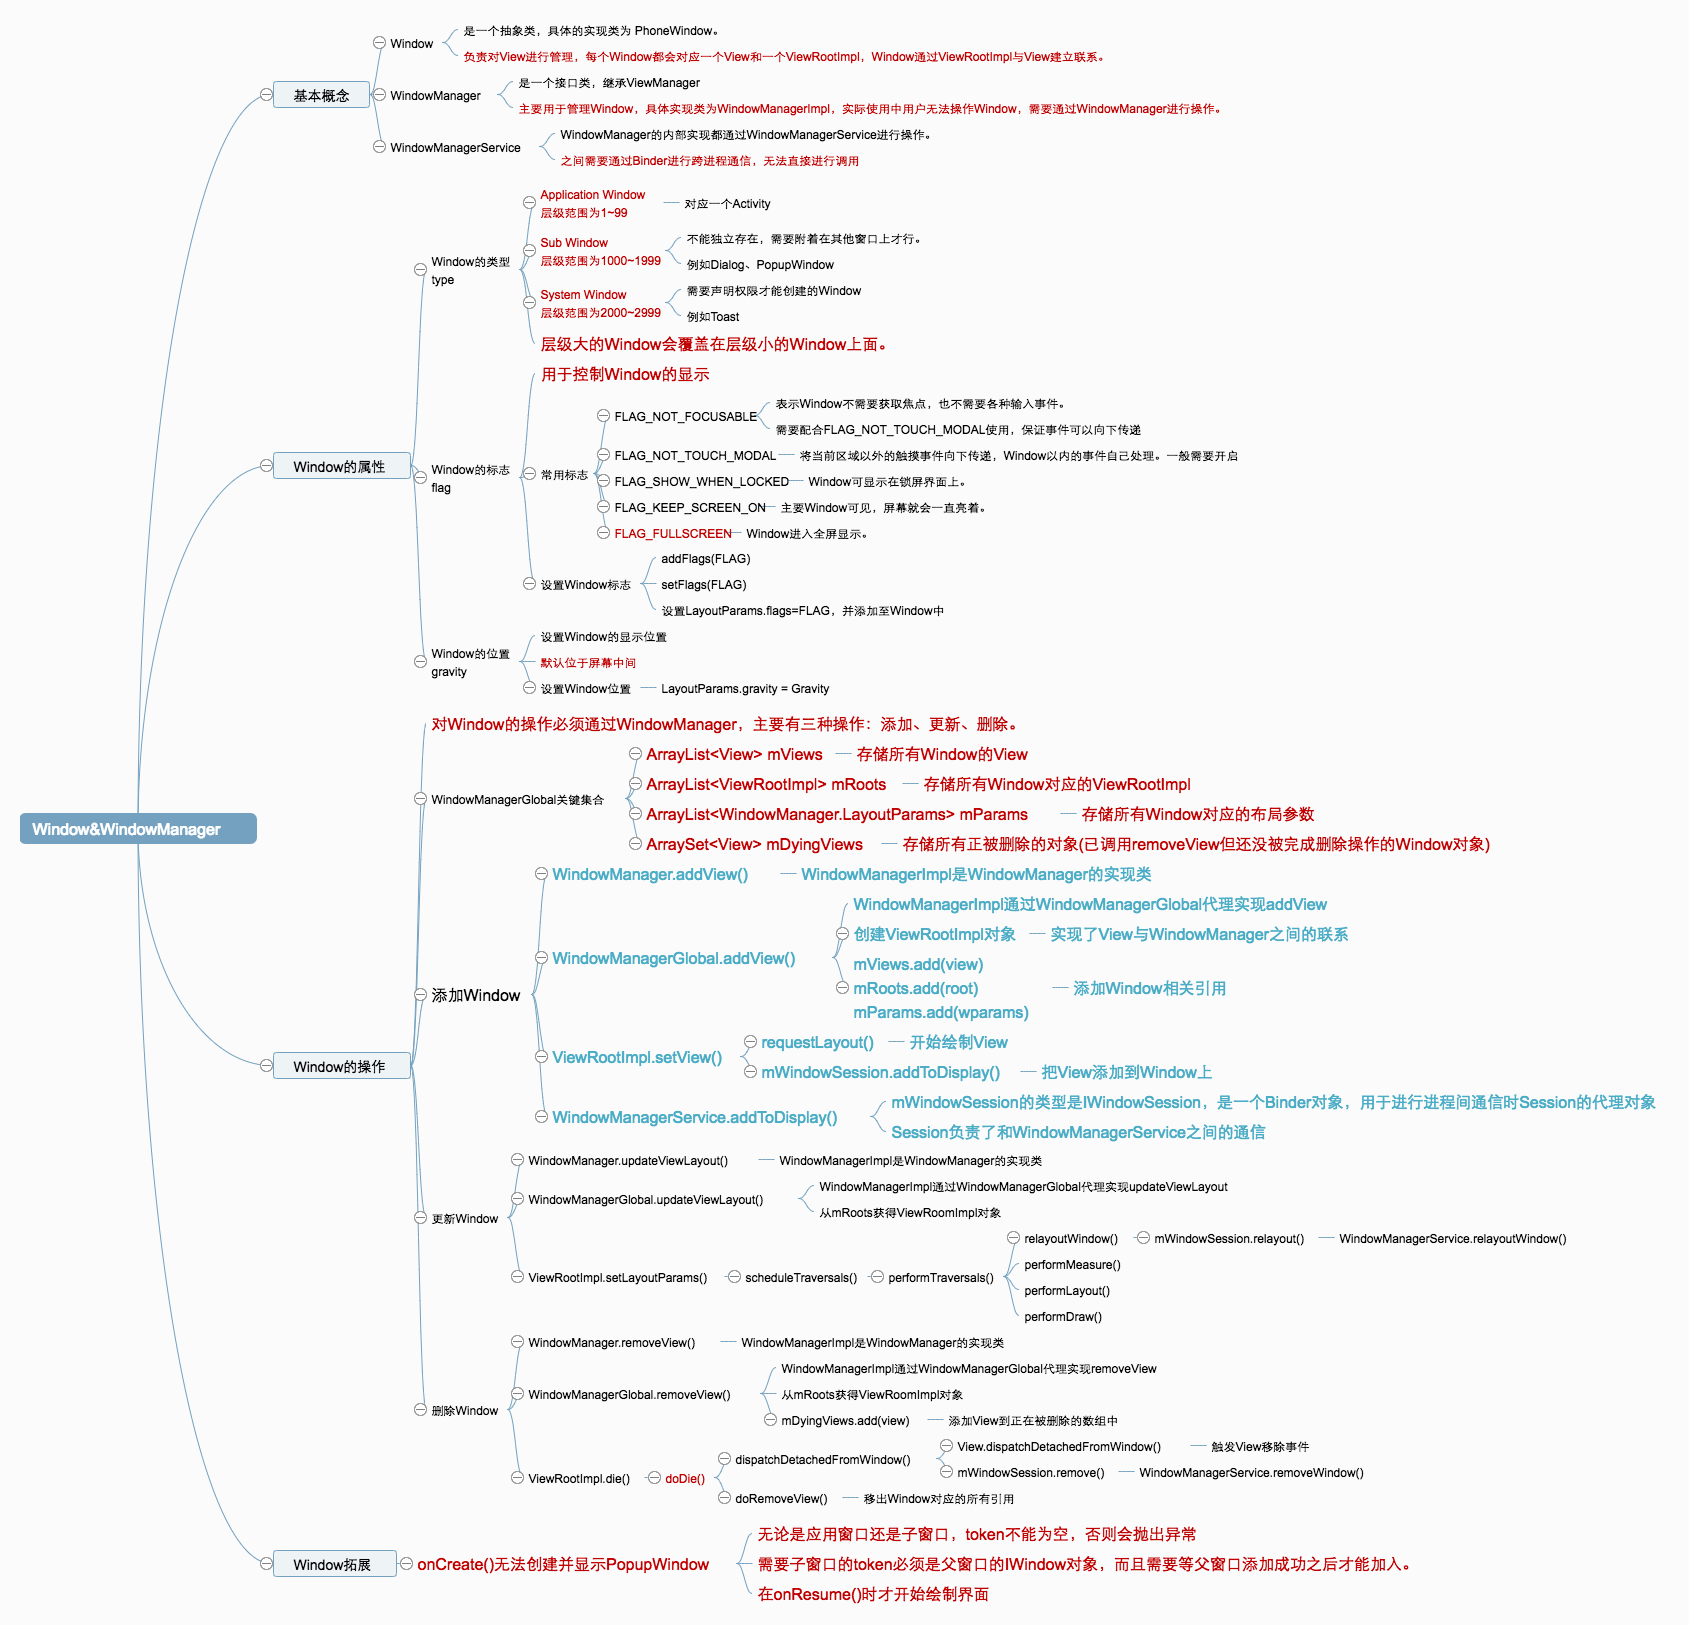 Window&WindowManager
基本概念
Window
是一个抽象类，具体的实现类为 PhoneWindow。
负责对View进行管理，每个Window都会对应一个View和一个ViewRootImpl，Window通过ViewRootImpl与View建立联系。
WindowManager
是一个接口类，继承ViewManager
主要用于管理Window，具体实现类为WindowManagerImpl，实际使用中用户无法操作Window，需要通过WindowManager进行操作。
WindowManagerService
WindowManager的内部实现都通过WindowManagerService进行操作。
之间需要通过Binder进行跨进程通信，无法直接进行调用
Window的属性
Window的类型
type
Application Window
层级范围为1~99
对应一个Activity
Sub Window
层级范围为1000~1999
不能独立存在，需要附着在其他窗口上才行。
例如Dialog、PopupWindow
System Window
层级范围为2000~2999
需要声明权限才能创建的Window
例如Toast
层级大的Window会覆盖在层级小的Window上面。
Window的标志
flag
用于控制Window的显示
常用标志
FLAG_NOT_FOCUSABLE
表示Window不需要获取焦点，也不需要各种输入事件。
需要配合FLAG_NOT_TOUCH_MODAL使用，保证事件可以向下传递
FLAG_NOT_TOUCH_MODAL
将当前区域以外的触摸事件向下传递，Window以内的事件自己处理。一般需要开启
FLAG_SHOW_WHEN_LOCKED
Window可显示在锁屏界面上。
FLAG_KEEP_SCREEN_ON
主要Window可见，屏幕就会一直亮着。
FLAG_FULLSCREEN
Window进入全屏显示。
设置Window标志
addFlags(FLAG)
setFlags(FLAG)
设置LayoutParams.flags=FLAG，并添加至Window中
Window的位置
gravity
设置Window的显示位置
默认位于屏幕中间
设置Window位置
LayoutParams.gravity = Gravity
Window的操作
对Window的操作必须通过WindowManager，主要有三种操作：添加、更新、删除。
WindowManagerGlobal关键集合
ArrayList<View> mViews
存储所有Window的View
ArrayList<ViewRootImpl> mRoots
存储所有Window对应的ViewRootImpl
ArrayList<WindowManager.LayoutParams> mParams
存储所有Window对应的布局参数
ArraySet<View> mDyingViews
存储所有正被删除的对象(已调用removeView但还没被完成删除操作的Window对象)
添加Window
WindowManager.addView()
WindowManagerImpl是WindowManager的实现类
WindowManagerGlobal.addView()
WindowManagerImpl通过WindowManagerGlobal代理实现addView
创建ViewRootImpl对象
实现了View与WindowManager之间的联系
mViews.add(view)
mRoots.add(root)
mParams.add(wparams)
添加Window相关引用
ViewRootImpl.setView()
requestLayout()
开始绘制View
mWindowSession.addToDisplay()
把View添加到Window上
WindowManagerService.addToDisplay()
mWindowSession的类型是IWindowSession，是一个Binder对象，用于进行进程间通信时Session的代理对象
Session负责了和WindowManagerService之间的通信
更新Window
WindowManager.updateViewLayout()
WindowManagerImpl是WindowManager的实现类
WindowManagerGlobal.updateViewLayout()
WindowManagerImpl通过WindowManagerGlobal代理实现updateViewLayout
从mRoots获得ViewRoomImpl对象
ViewRootImpl.setLayoutParams()
scheduleTraversals()
performTraversals()
relayoutWindow()
mWindowSession.relayout()
WindowManagerService.relayoutWindow()
performMeasure()
performLayout()
performDraw()
删除Window
WindowManager.removeView()
WindowManagerImpl是WindowManager的实现类
WindowManagerGlobal.removeView()
WindowManagerImpl通过WindowManagerGlobal代理实现removeView
从mRoots获得ViewRoomImpl对象
mDyingViews.add(view)
添加View到正在被删除的数组中
ViewRootImpl.die()
doDie()
dispatchDetachedFromWindow()
View.dispatchDetachedFromWindow()
触发View移除事件
mWindowSession.remove()
WindowManagerService.removeWindow()
doRemoveView()
移出Window对应的所有引用
Window拓展
onCreate()无法创建并显示PopupWindow
无论是应用窗口还是子窗口，token不能为空，否则会抛出异常
需要子窗口的token必须是父窗口的IWindow对象，而且需要等父窗口添加成功之后才能加入。
在onResume()时才开始绘制界面